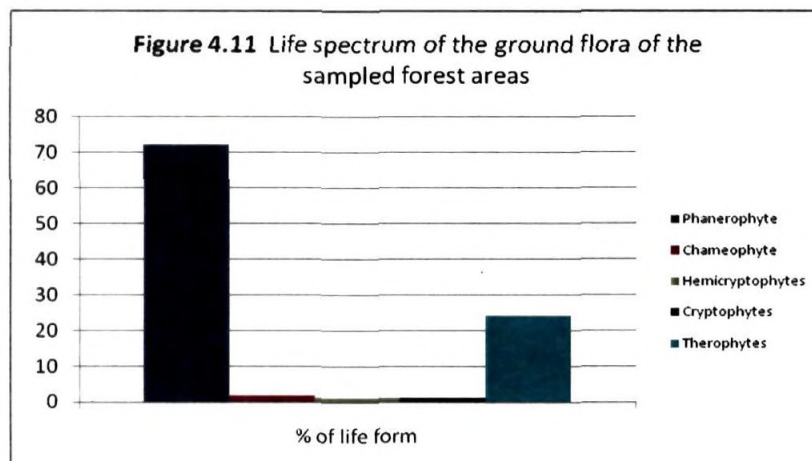 Figure 4.11 Life spectrum of the ground flora of the
sampled forest areas
80
70
60
50
40
30
20
10
0
% of life form
Phanerophyte
Chameophyte
Hemicryptophytes
Cryptophytes
Therophytes